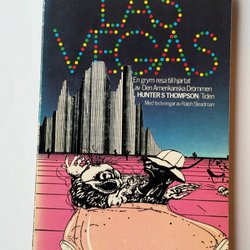 LAS
VEGAS
En grym resa till hjärtat
av Den Amerikanska Drömmen
HUNTER S THOMPSON/Tiden
Med teckningar av Ralph Steadman